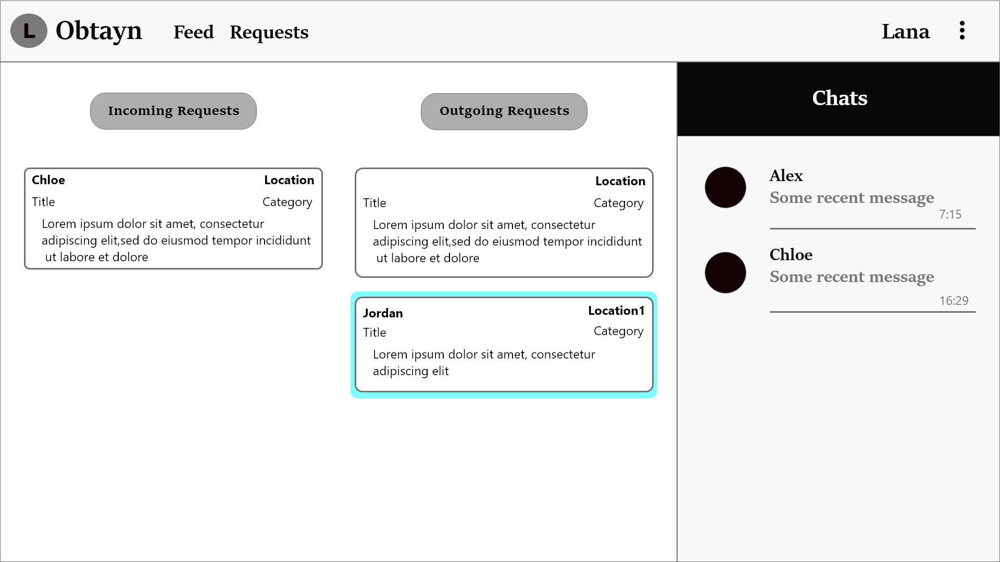 L Obtayn Feed Requests Lana
Incoming Requests
Chloe Location
Title Category
Lorem ipsum dolor sit amet, consectetur
adipiscing elit,sed do eiusmod tempor incididunt
ut labore et dolore
Outgoing Requests
Location
Title Category
Lorem ipsum dolor sit amet, consectetur
adipiscing elit,sed do eiusmod tempor incididunt
ut labore et dolore
Jordan Location1
Title Category
Lorem ipsum dolor sit amet, consectetur
adipiscing elit
Chats
Alex
Some recent message
7:15
Chloe
Some recent message
16:29